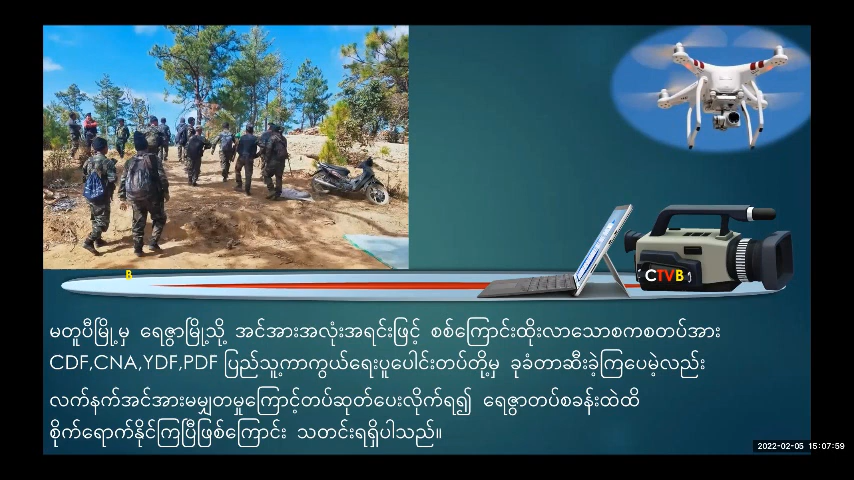 B
CTVB
မတူပီမြို့မှ ရေဇွာမြို့သို့ အင်အားအလုံးအရင်းဖြင့် စစ်ကြောင်းထိုးလာသောစကစတပ်အား
CDF,CNA,YDF,PDF ပြည်သူ့ကာကွယ်ရေးပူပေါင်းတပ်တို့မှ ခုခံတာဆီးခဲ့ကြပေမဲ့လည်း
လက်နက်အင်အားမမျှတမှုကြောင့်တပ်ဆုတ်ပေးလိုက်ရ၍ ရေဇွာတပ်စခန်းထဲထိ
စိုက်ရောက်နိုင်ကြပြီဖြစ်ကြောင်း သတင်းရရှိပါသည်။
2022-02-05 15:07:59